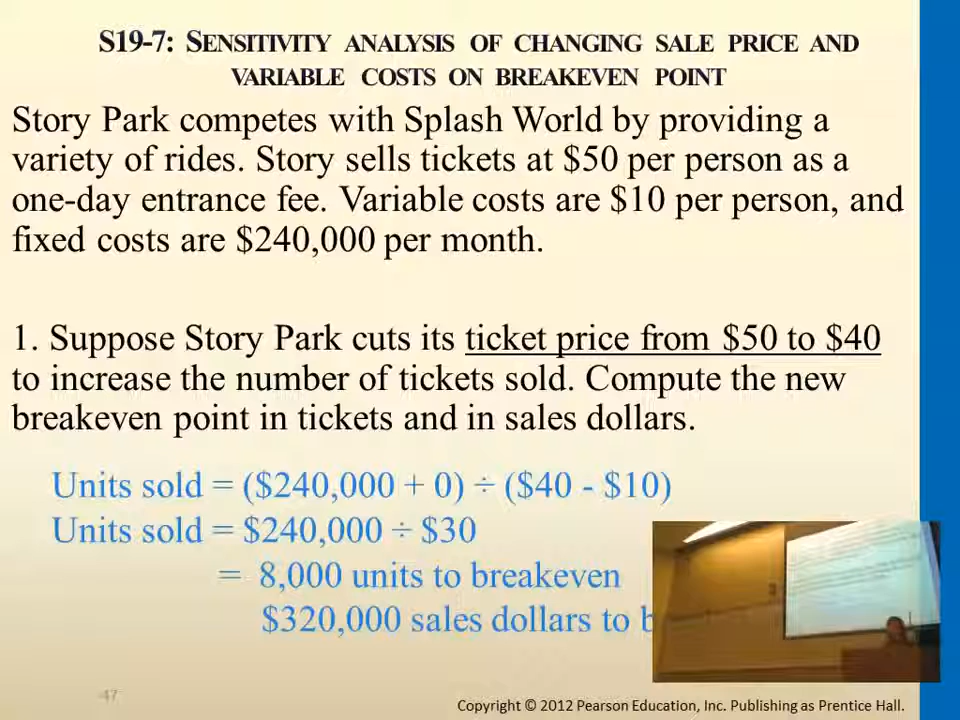 S19-7: SENSITIVITY ANALYSIS OF CHANGING SALE PRICE AND
VARIABLE COSTS ON BREAKEVEN POINT
Story Park competes with Splash World by providing a
variety of rides. Story sells tickets at $50 per person as a
one-day entrance fee. Variable costs are $10 per person, and
fixed costs are $240,000 per month.
1. Suppose Story Park cuts its ticket price from $50 to $40
to increase the number of tickets sold. Compute the new
breakeven point in tickets and in sales dollars.
Units sold = ($240,000 + 0) ÷ ($40 - $10)
Units sold = $240,000 ÷ $30
= 8,000 units to breakeven
$320,000 sales dollars to
47
Copyright © 2012 Pearson Education, Inc. Publishing as Prentice Hall.